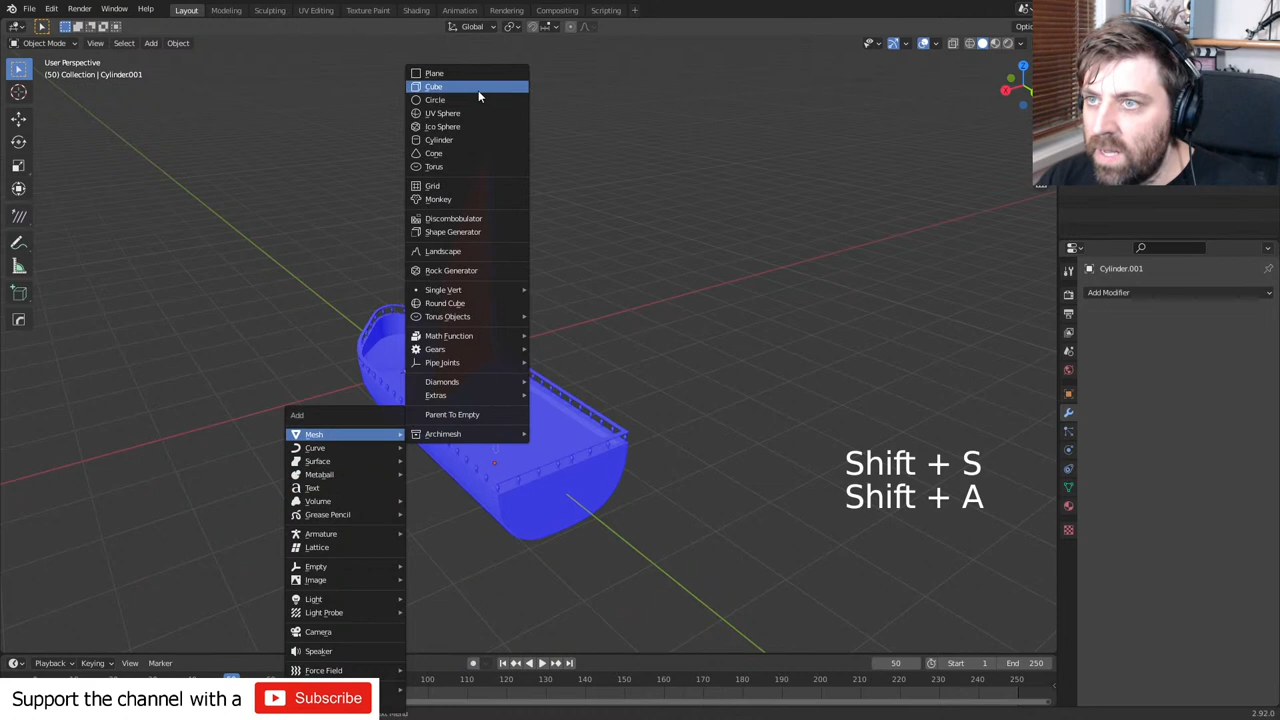 File Edit Render Window Help Layout Modeling Sculpting UV Editing Texture Paint Shading Animation Rendering Compositing Scripting +
Global
Object Mode View Select Add Object
User Perspective
(50) Collection | Cylinder.001
Plane
Cube
Circle
UV Sphere
Ico Sphere
Cylinder
Cone
Torus
Grid
Monkey
Discombobulator
Shape Generator
Landscape
Rock Generator
Single Vert
Round Cube
Torus Objects
Math Function
Gears
Pipe Joints
Diamonds
Extras
Parent To Empty
Archimesh
Add
Mesh
Curve
Surface
Metaball
Text
Volume
Grease Pencil
Armature
Lattice
Empty
Image
Light
Light Probe
Camera
Speaker
Force Field
X
Z
Cylinder.001
Add Modifier
Shift + S
Shift + A
Playback Keying View Marker
50 Start 1 End 250
100 110 120 130 140 150 160 170 180 190 200 210 220 230 240 250
Support the channel with a Subscribe
2.92.0